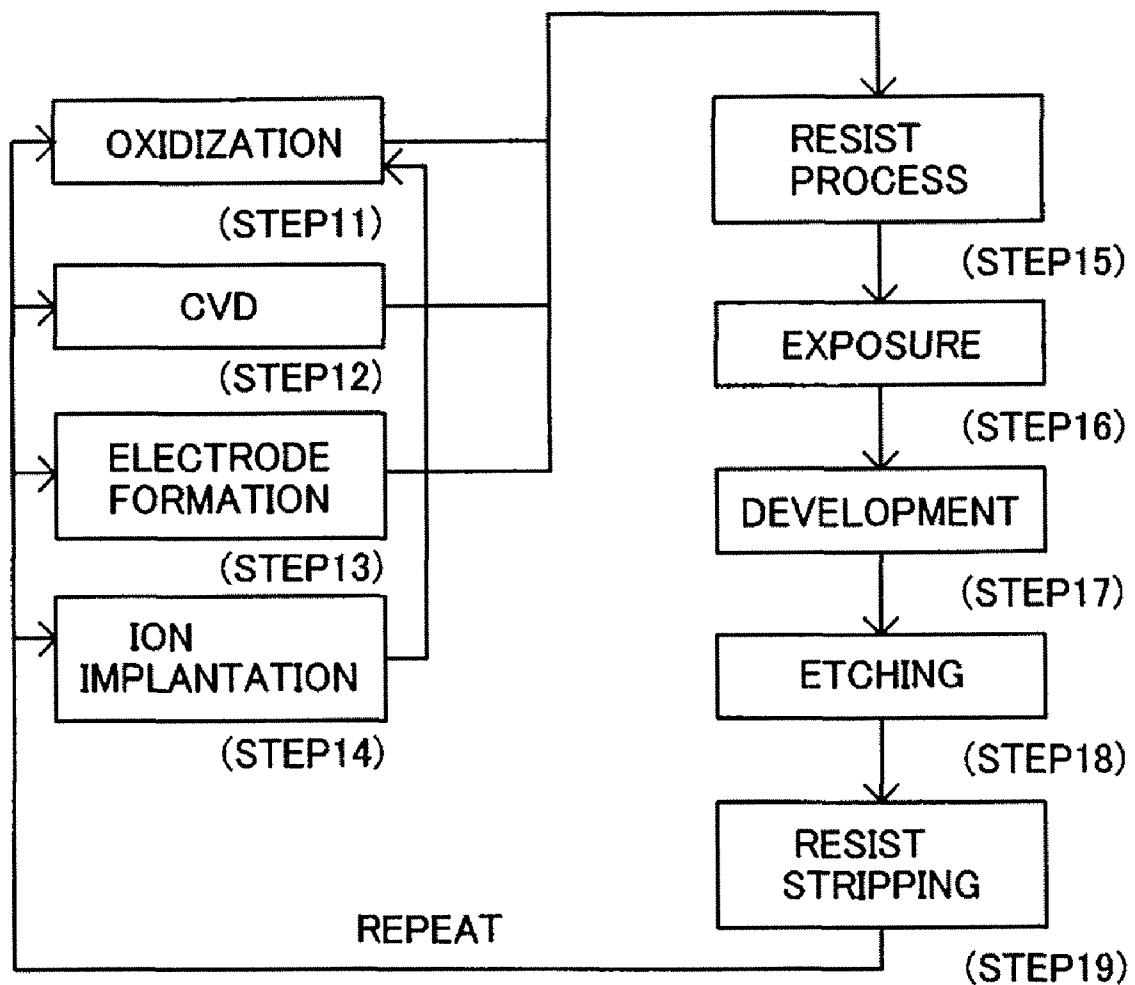 OXIDIZATION
(STEP11)
CVD
(STEP12)
ELECTRODE
FORMATION
(STEP13)
ION
IMPLANTATION
(STEP14)
RESIST
PROCESS
(STEP15)
EXPOSURE
(STEP16)
DEVELOPMENT
(STEP17)
ETCHING
(STEP18)
RESIST
STRIPPING
(STEP19)
REPEAT